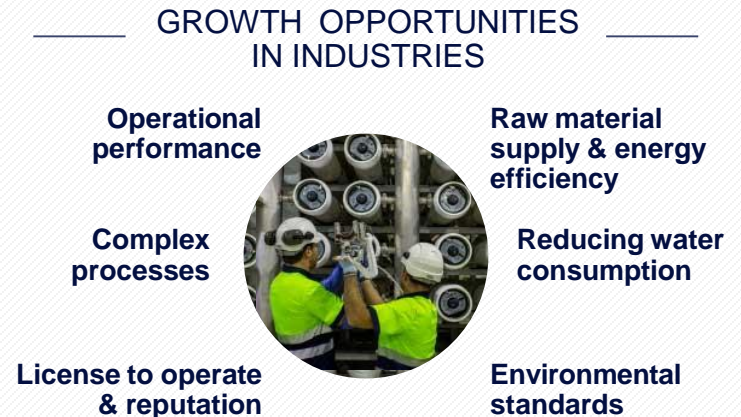 GROWTH OPPORTUNITIES
IN INDUSTRIES
Operational
performance
Raw material
supply & energy
efficiency
Complex
processes
Reducing water
consumption
License to operate
& reputation
Environmental
standards